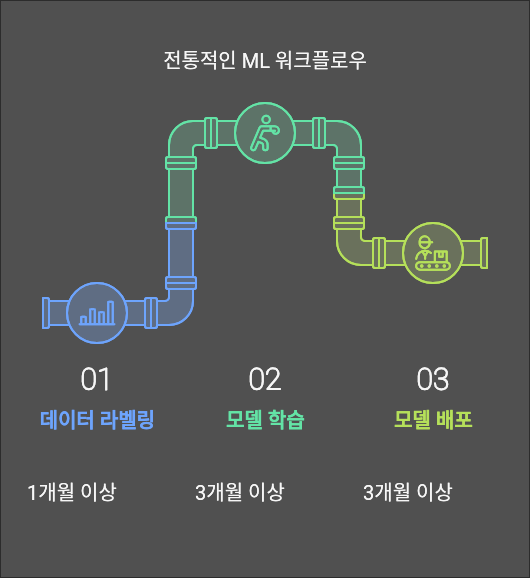 전통적인 ML 워크플로우
01
02
03
데이터 라벨링
모델 학습
모델 배포
1개월 이상
3개월 이상
3개월 이상